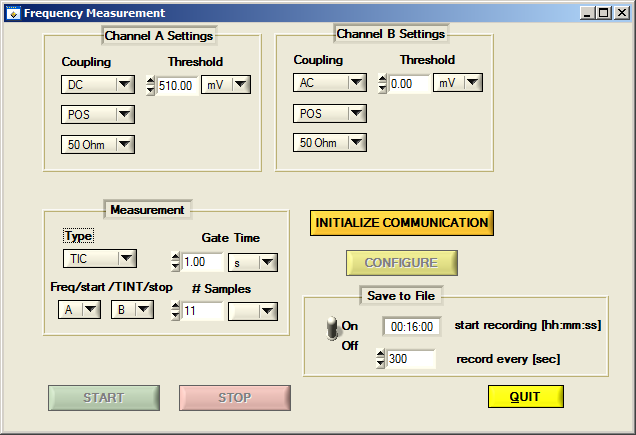 Frequency Measurement
Channel A Settings
Coupling Threshold
DC 510.00 mV
POS
50 Ohm
Channel B Settings
Coupling Threshold
AC 0.00 mV
POS
50 Ohm
Measurement
Type Gate Time
TIC 1.00 s
Freq/start /TINT/stop # Samples
A B 11
INITIALIZE COMMUNICATION
CONFIGURE
Save to File
On 00:16:00 start recording [hh:mm:ss]
Off
300 record every [sec]
START STOP QUIT